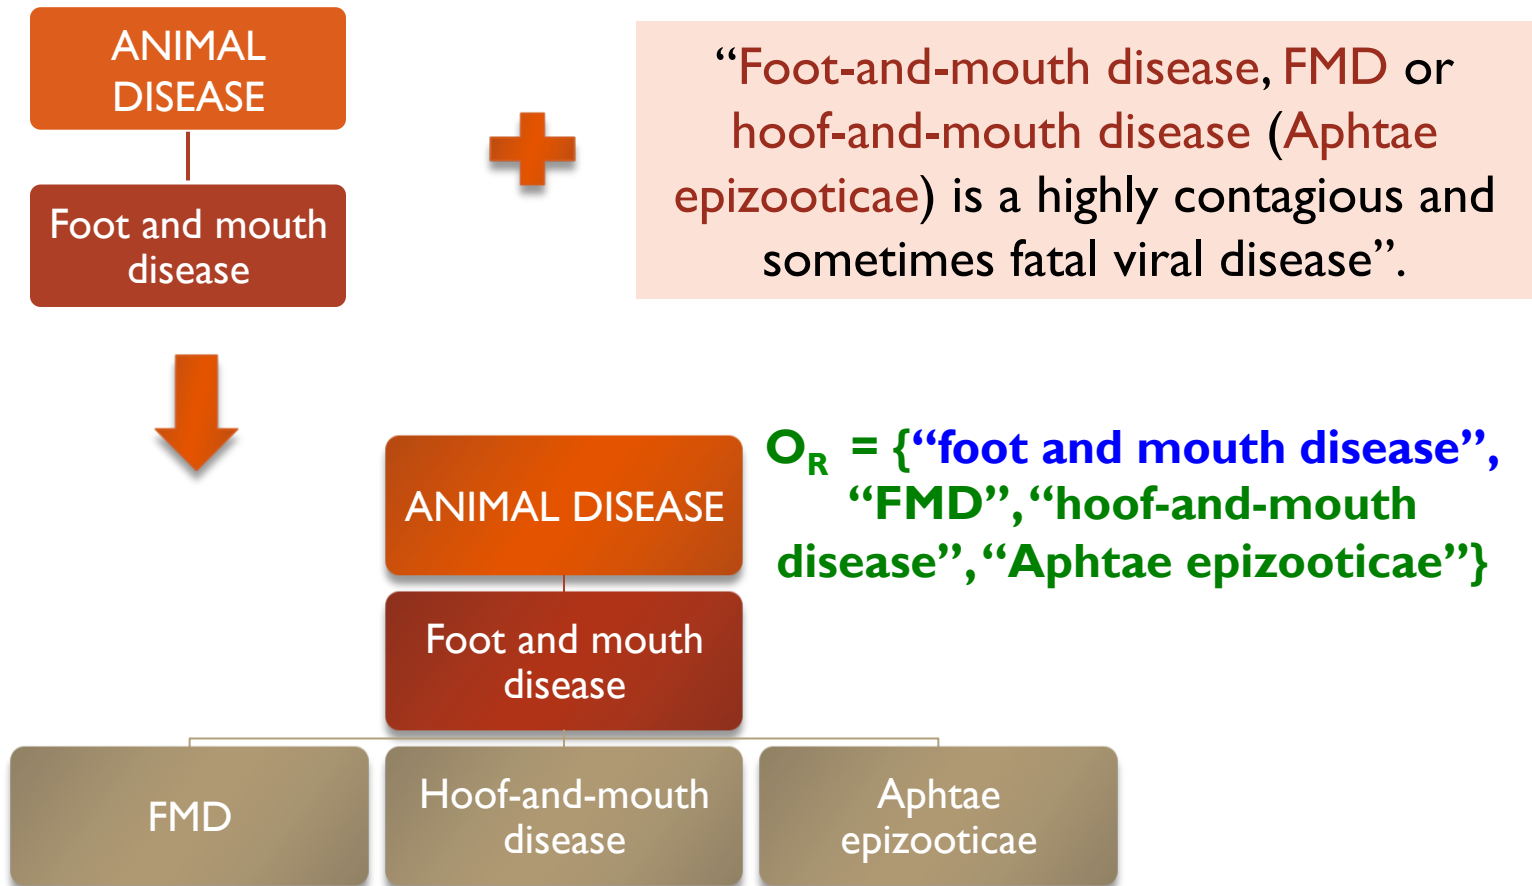 ANIMAL
DISEASE
Foot and mouth
disease
“Foot-and-mouth disease, FMD or
hoof-and-mouth disease (Aphtae
epizooticae) is a highly contagious and
sometimes fatal viral disease”.
ANIMAL DISEASE
Foot and mouth
disease
FMD
Hoof-and-mouth
disease
Aphtae
epizooticae
OR = {“foot and mouth disease”,
“FMD”, “hoof-and-mouth
disease”, “Aphtae epizooticae”}